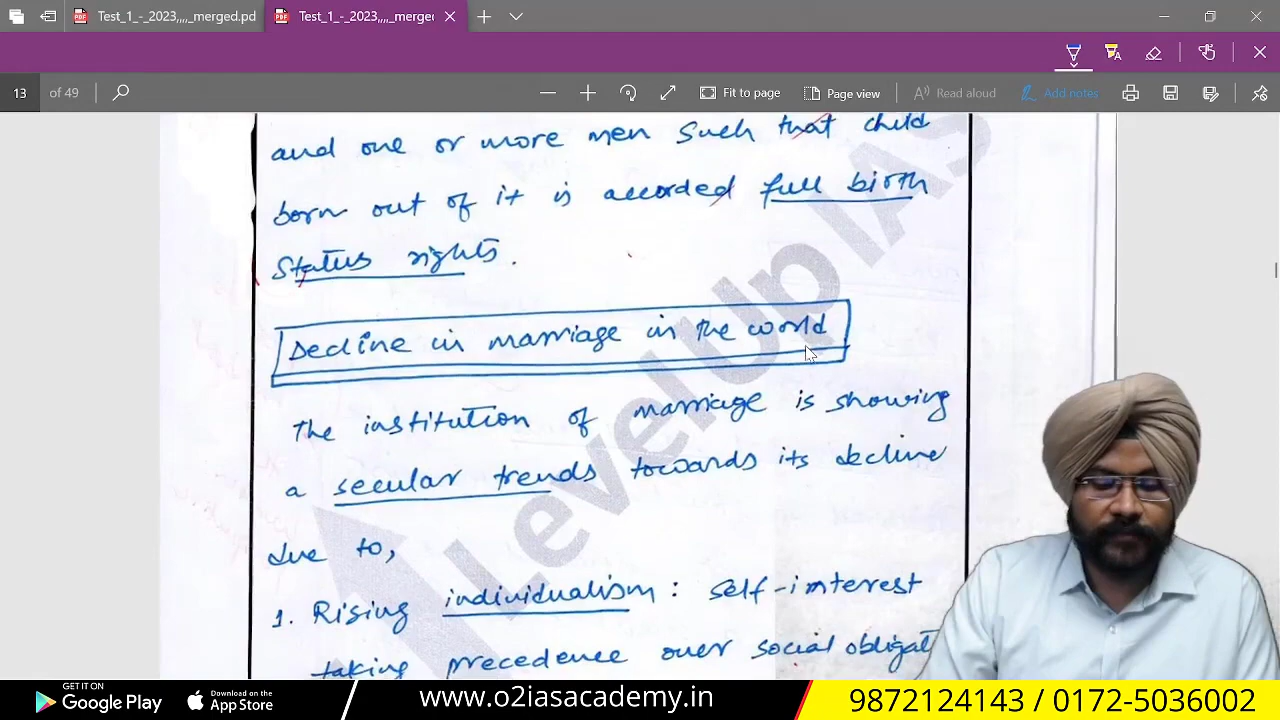 Test_1_-_2023,,,,_merged.pd
Test_1_-_2023,,,,_merge
13 of 49
Fit to page
Page view
Read aloud
Add notes
and one or more men such that child
born out of it is accorded full birth
status rights.
Decline in marriage in the world
The institution of marriage is showing
a secular trends towards its decline
due to,
1. Rising individualism: self-interest
taking precedence over social obligat
LevelUp IAS
GET IT ON
Google Play
Download on the
App Store
www.o2iasacademy.in
9872124143 / 0172-5036002